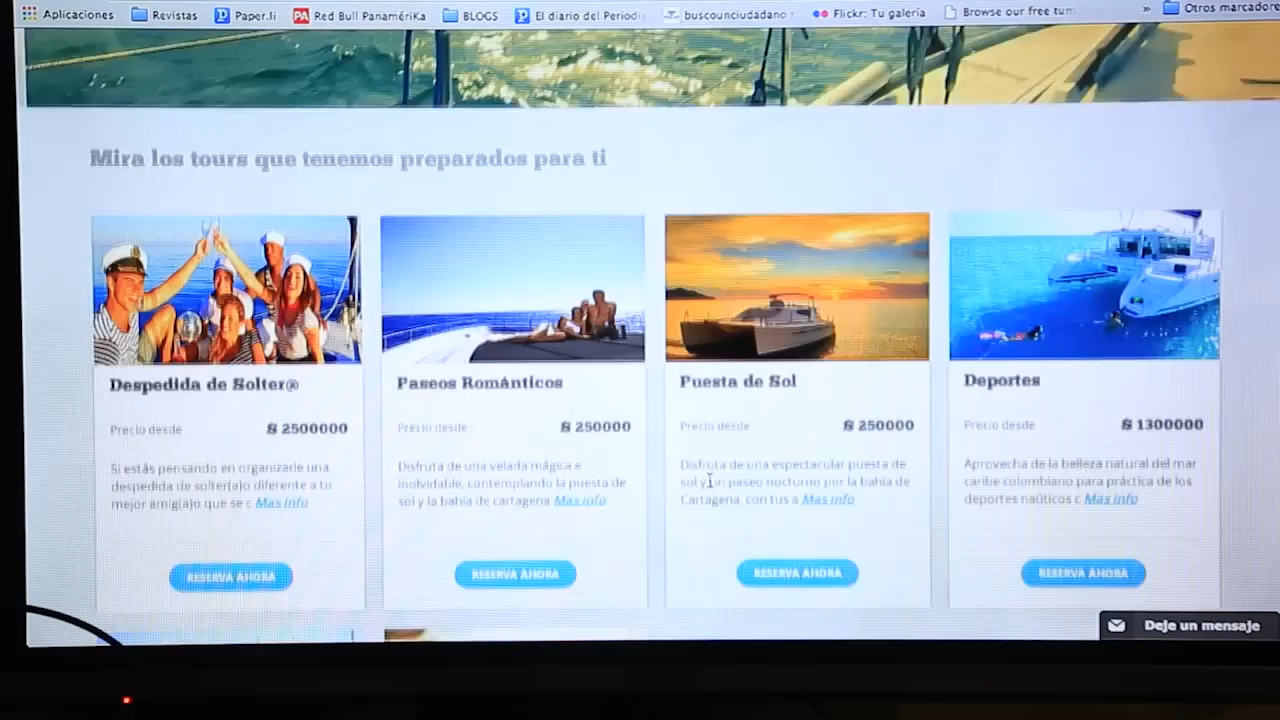 Aplicaciones Revistas Paper.li Red Bull PanamériKa BLOGS El diario del Periodi buscounciudadano Flickr: Tu galería Browse our free tum » Otros marcadore
Mira los tours que tenemos preparados para ti
Despedida de Solter®
Precio desde $ 2500000
Si estás pensando en organizarle una
despedida de solter(a)o diferente a tu
mejor amig(a)o que se c Mas info
RESERVA AHORA
Paseos Románticos
Precio desde $ 250000
Disfruta de una velada mágica e
inolvidable, contemplando la puesta de
sol y la bahía de cartagena Mas info
RESERVA AHORA
Puesta de Sol
Precio desde $ 250000
Disfruta de una espectacular puesta de
sol y un paseo nocturno por la bahía de
Cartagena, con tus a Mas info
RESERVA AHORA
Deportes
Precio desde $ 1300000
Aprovecha de la belleza natural del mar
caribe colombiano para práctica de los
deportes naúticos c Mas info
RESERVA AHORA
Deje un mensaje